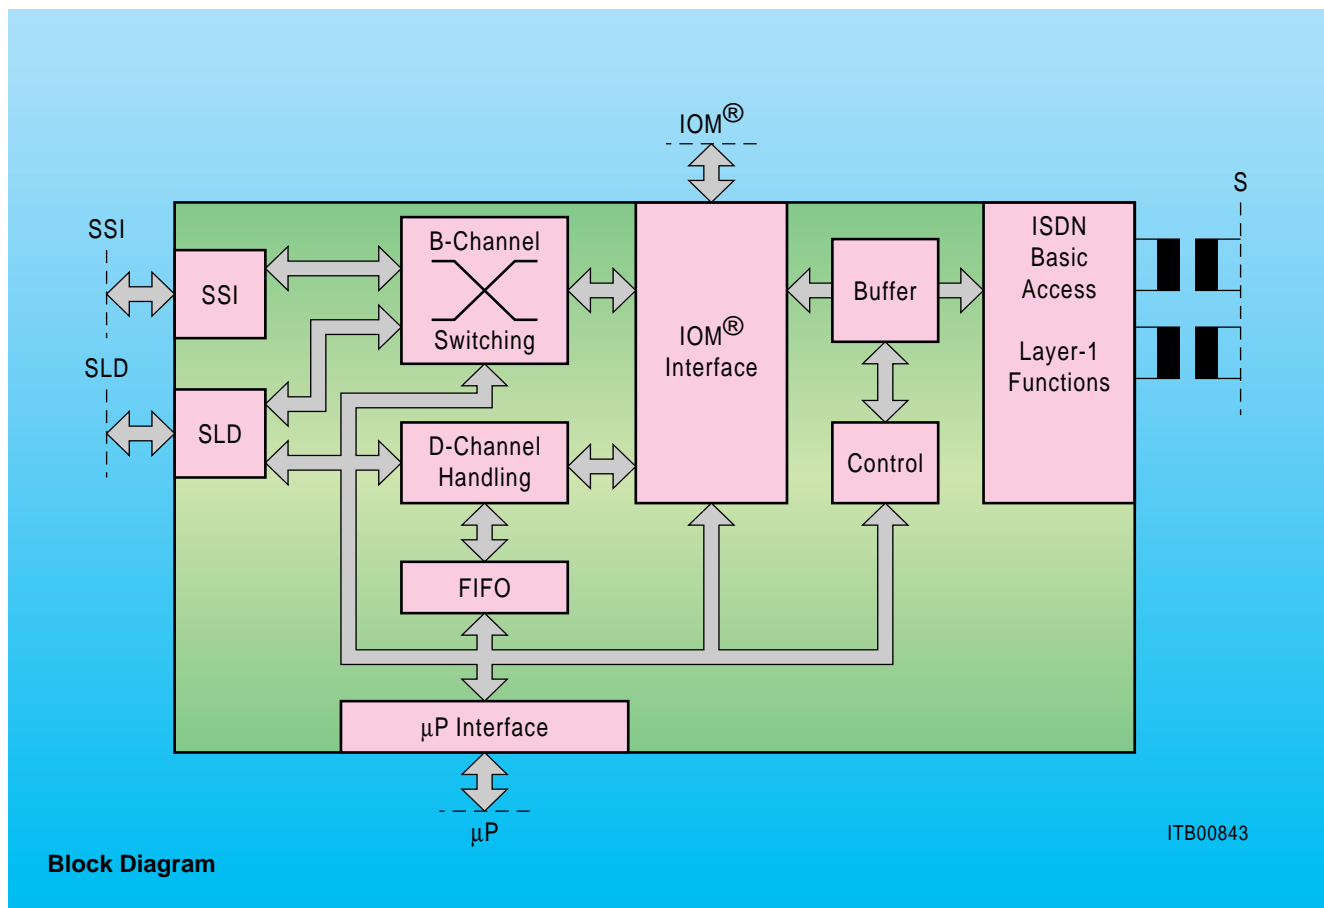 IOM®
S
SSI
SLD
SSI
SLD
B-Channel
Switching
D-Channel
Handling
FIFO
µP Interface
IOM®
Interface
Buffer
Control
ISDN
Basic
Access
Layer-1
Functions
µP
ITB00843
Block Diagram